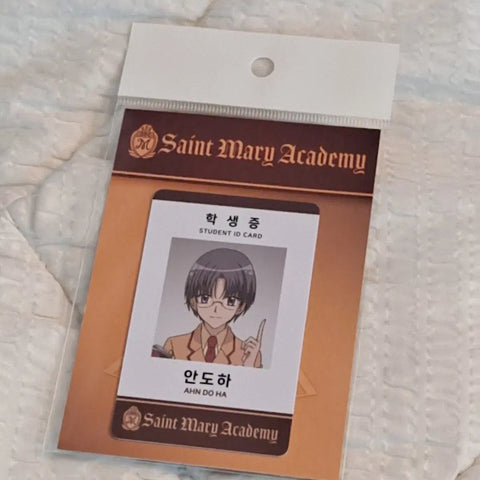 Saint Mary Academy
학생증
STUDENT ID CARD
안도하
AHN DO HA
Saint Mary Academy